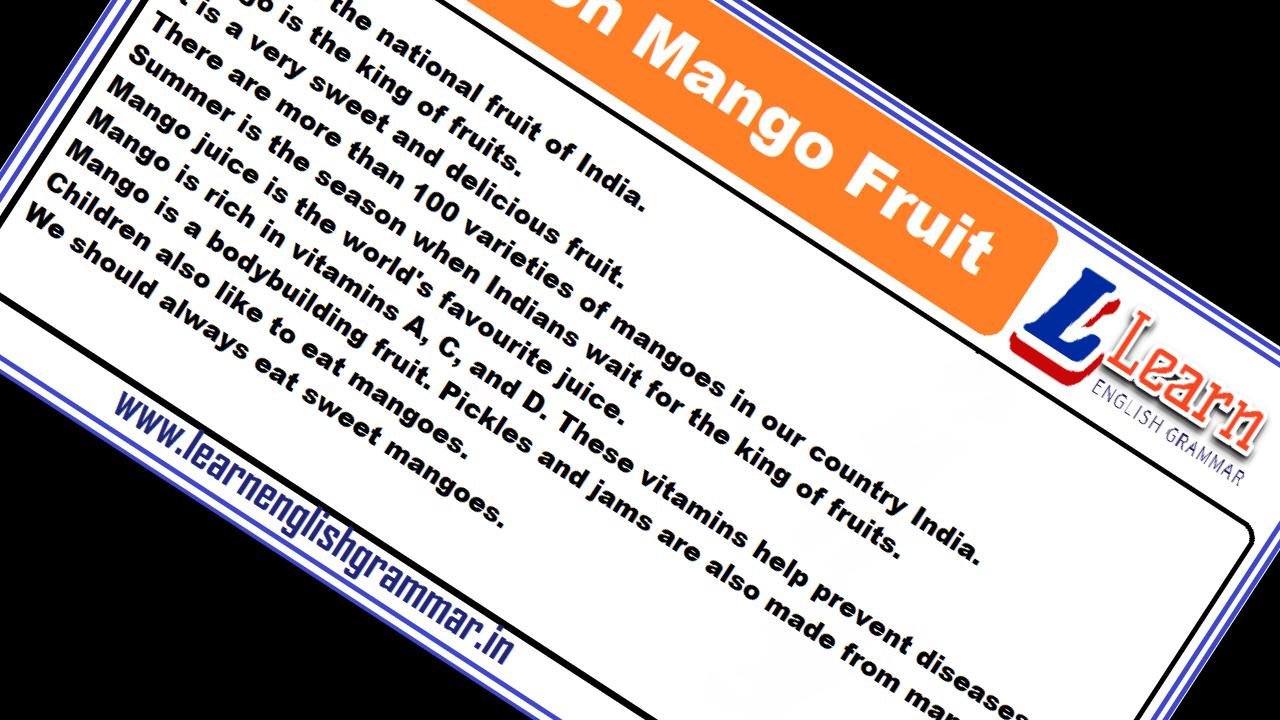 on Mango Fruit
Learn
ENGLISH GRAMMAR
the national fruit of India.
is the king of fruits.
is a very sweet and delicious fruit.
There are more than 100 varieties of mangoes in our country India.
Summer is the season when Indians wait for the king of fruits.
Mango juice is the world's favourite juice.
Mango is rich in vitamins A, C, and D. These vitamins help prevent diseases
Mango is a bodybuilding fruit. Pickles and jams are also made from
Children also like to eat mangoes.
We should always eat sweet mangoes.
www.learnenglishgrammar.in